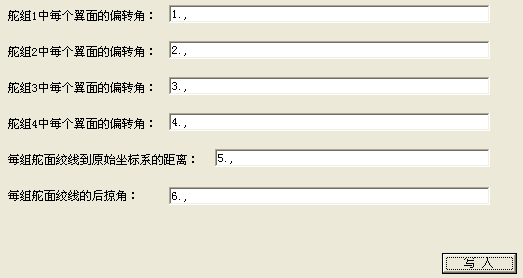 舵组1中每个翼面的偏转角： 1.,
舵组2中每个翼面的偏转角： 2.,
舵组3中每个翼面的偏转角： 3.,
舵组4中每个翼面的偏转角： 4.,
每组舵面绞线到原始坐标系的距离： 5.,
每组舵面绞线的后掠角： 6.,
写 入